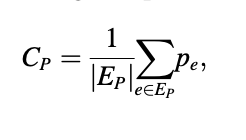 C_P = \frac{1}{|E_P|} \sum_{e \in E_P} p_e,